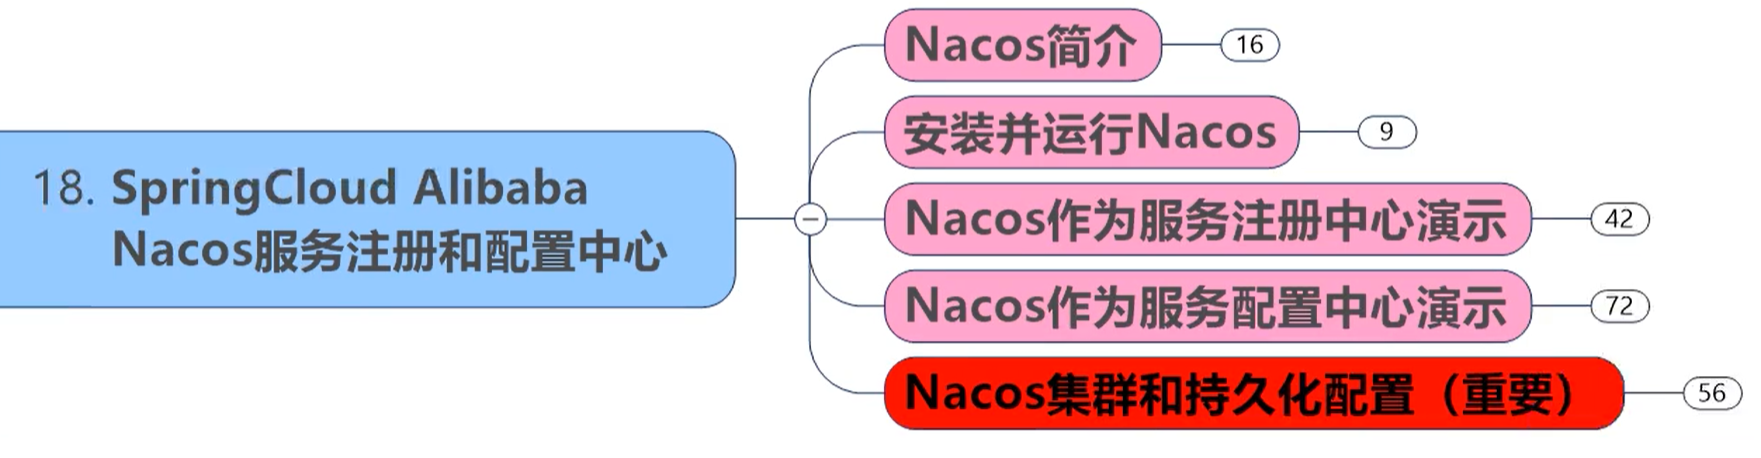 18. SpringCloud Alibaba
Nacos服务注册和配置中心
Nacos简介
16
安装并运行Nacos
9
Nacos作为服务注册中心演示
42
Nacos作为服务配置中心演示
72
Nacos集群和持久化配置（重要）
56